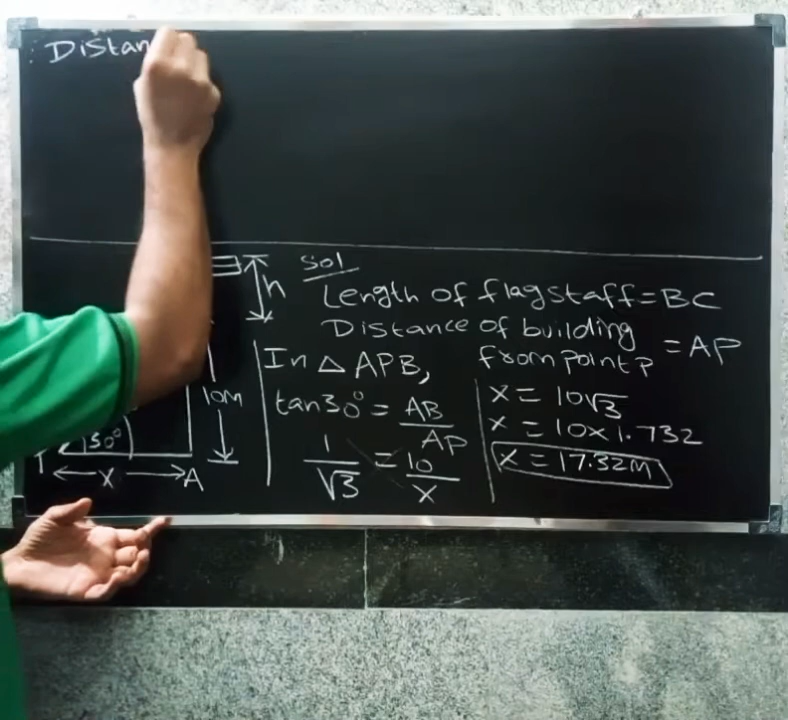 Distan
Sol
h
Length of flagstaff = BC
Distance of building
from point P
= AP
10M
30°
x
A
In △ APB,
tan30° = AB/AP
1/√3 = 10/x
x = 10√3
x = 10×1.732
x = 17.32M